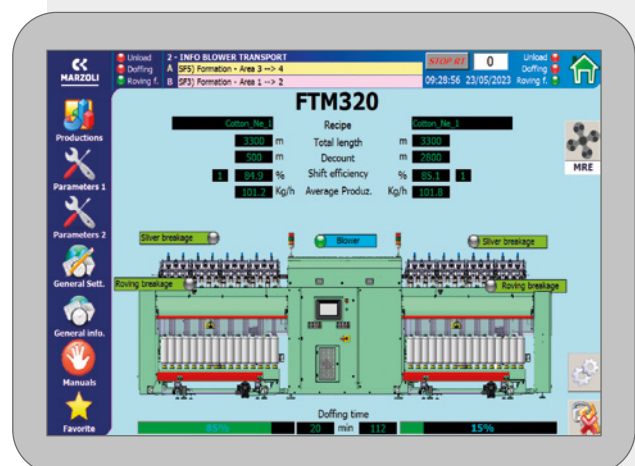 MARZOLI
Unload
Doffing
Roving f.
2 - INFO BLOWER TRANSPORT
A SF5) Formation - Area 3 --> 4
B SF3) Formation - Area 1 --> 2
STOP RT 0
09:28:56 23/05/2023
Unload
Doffing
Roving f.
FTM320
Cotton_Ne_1 Recipe Cotton_Ne_1
3300 m Total length m 3300
500 m Decount m 2800
1 84.9 % Shift efficiency % 85.1 1
101.2 Kg/h Average Produz. Kg/h 101.8
Productions
Parameters 1
Parameters 2
General Sett.
General info.
Manuals
Favorite
MRE
Sliver breakage
Blower
Sliver breakage
Roving breakage
Roving breakage
Doffing time
85% 20 min 112 15%